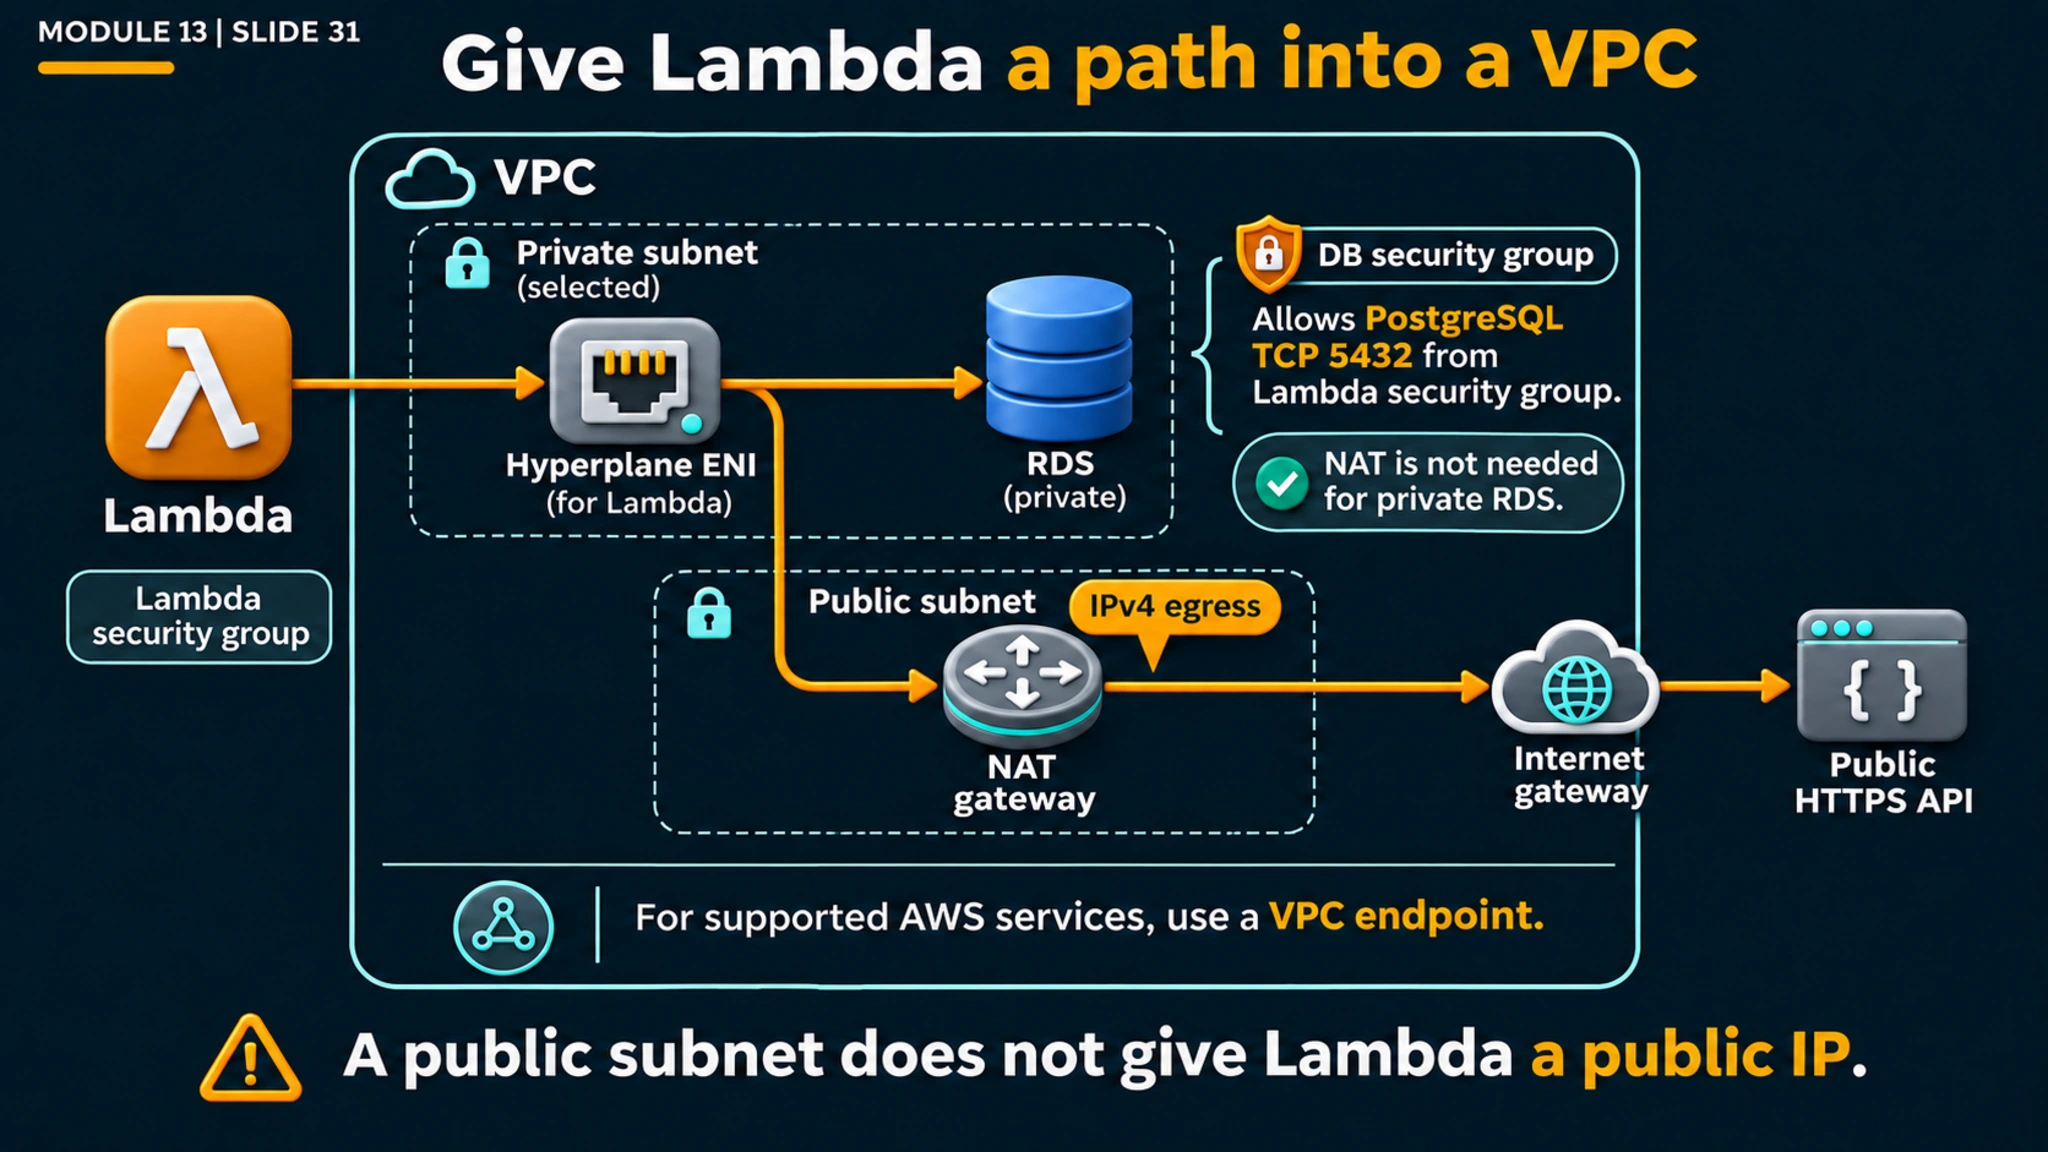 MODULE 13 | SLIDE 31
Give Lambda a path into a VPC
VPC
Private subnet
(selected)
DB security group
Allows PostgreSQL
TCP 5432 from
Lambda security group.
Hyperplane ENI
(for Lambda)
RDS
(private)
NAT is not needed
for private RDS.
Lambda
Lambda
security group
Public subnet
IPv4 egress
NAT
gateway
Internet
gateway
{ }
Public
HTTPS API
For supported AWS services, use a VPC endpoint.
A public subnet does not give Lambda a public IP.